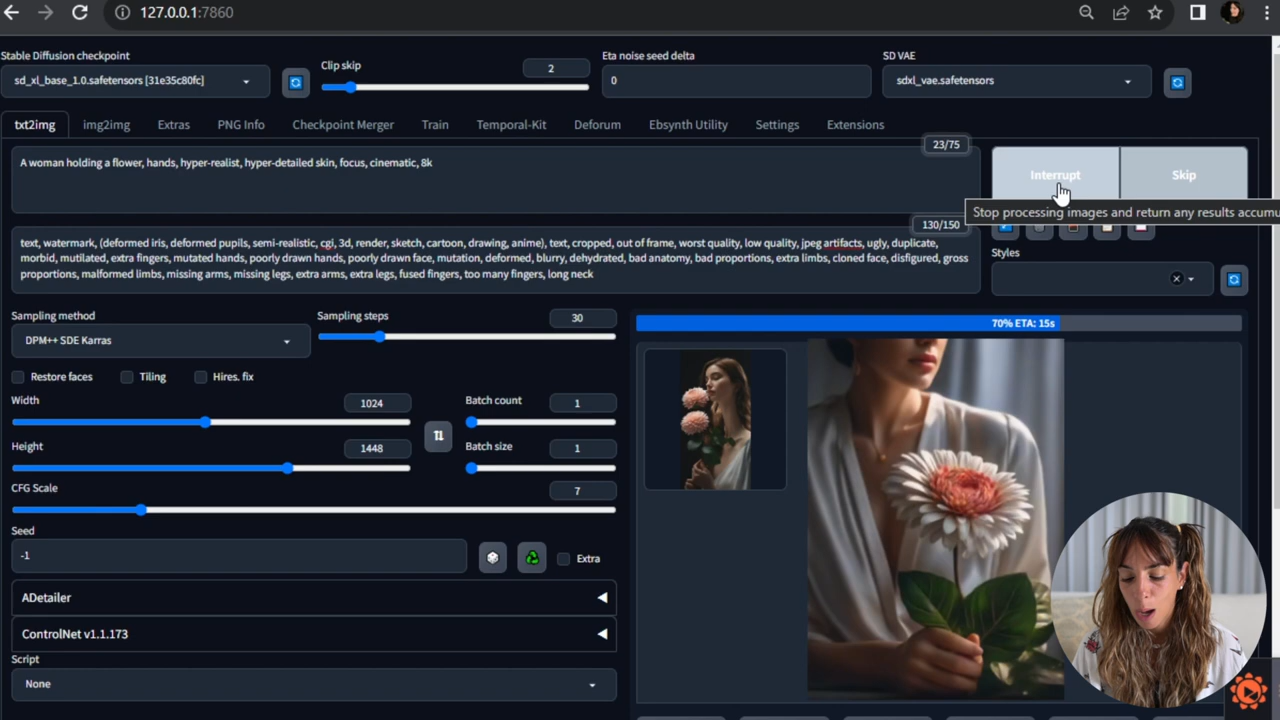 127.0.0.1:7860
Stable Diffusion checkpoint
sd_xl_base_1.0.safetensors [31e35c80fc]
Clip skip
2
Eta noise seed delta
0
SD VAE
sdxl_vae.safetensors
txt2img
img2img
Extras
PNG Info
Checkpoint Merger
Train
Temporal-Kit
Deforum
Ebsynth Utility
Settings
Extensions
A woman holding a flower, hands, hyper-realist, hyper-detailed skin, focus, cinematic, 8k
23/75
Interrupt
Skip
Stop processing images and return any results accumu
130/150
text, watermark, (deformed iris, deformed pupils, semi-realistic, cgi, 3d, render, sketch, cartoon, drawing, anime), text, cropped, out of frame, worst quality, low quality, jpeg artifacts, ugly, duplicate,
morbid, mutilated, extra fingers, mutated hands, poorly drawn hands, poorly drawn face, mutation, deformed, blurry, dehydrated, bad anatomy, bad proportions, extra limbs, cloned face, disfigured, gross
proportions, malformed limbs, missing arms, missing legs, extra arms, extra legs, fused fingers, too many fingers, long neck
Styles
Sampling method
DPM++ SDE Karras
Sampling steps
30
70% ETA: 15s
Restore faces
Tiling
Hires. fix
Width
1024
Batch count
1
Height
1448
Batch size
1
CFG Scale
7
Seed
-1
Extra
ADetailer
ControlNet v1.1.173
Script
None